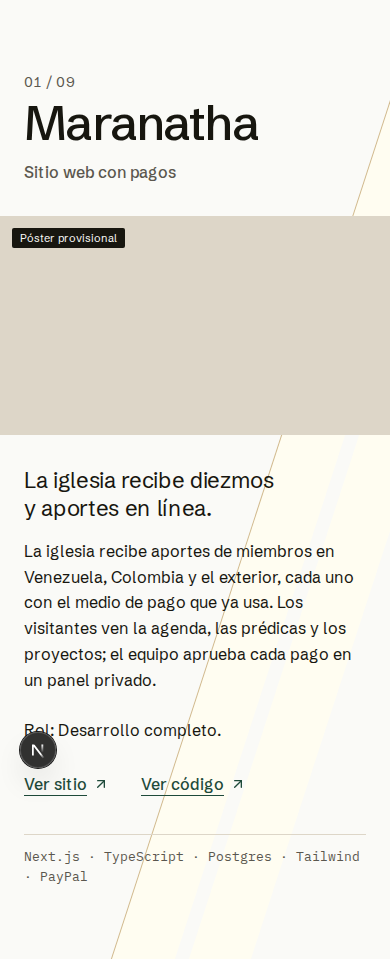 01 / 09
Maranatha
Sitio web con pagos
Póster provisional
La iglesia recibe diezmos
y aportes en línea.
La iglesia recibe aportes de miembros en
Venezuela, Colombia y el exterior, cada uno
con el medio de pago que ya usa. Los
visitantes ven la agenda, las prédicas y los
proyectos; el equipo aprueba cada pago en
un panel privado.
Rol: Desarrollo completo.
N
Ver sitio ↗ Ver código ↗
Next.js · TypeScript · Postgres · Tailwind
· PayPal